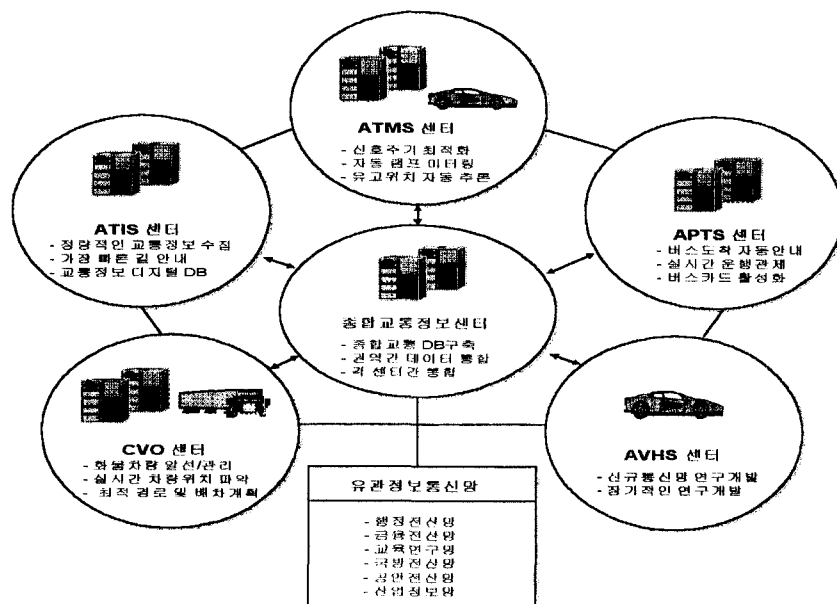 ATMS 센터
- 신호주기 최적화
- 자동 램프 미터링
- 유고위치 자동 추론
ATIS 센터
- 정량적인 교통정보 수집
- 가장 빠른 길 안내
- 교통정보 디지털 DB
APTS 센터
- 버스도착 자동안내
- 실시간 운행관제
- 버스카드 활성화
종합교통정보센터
- 종합교통 DB구축
- 권역간 데이터 통합
- 각 센터간 통합
CVO 센터
- 화물차량 알선/관리
- 실시간 차량위치 파악
- 최적 경로 및 배차계획
AVHS 센터
- 신규통신망 연구개발
- 장기적인 연구개발
유관정보통신망
- 행정전산망
- 금융전산망
- 교육연구망
- 국방전산망
- 공안전산망
- 산업정보망